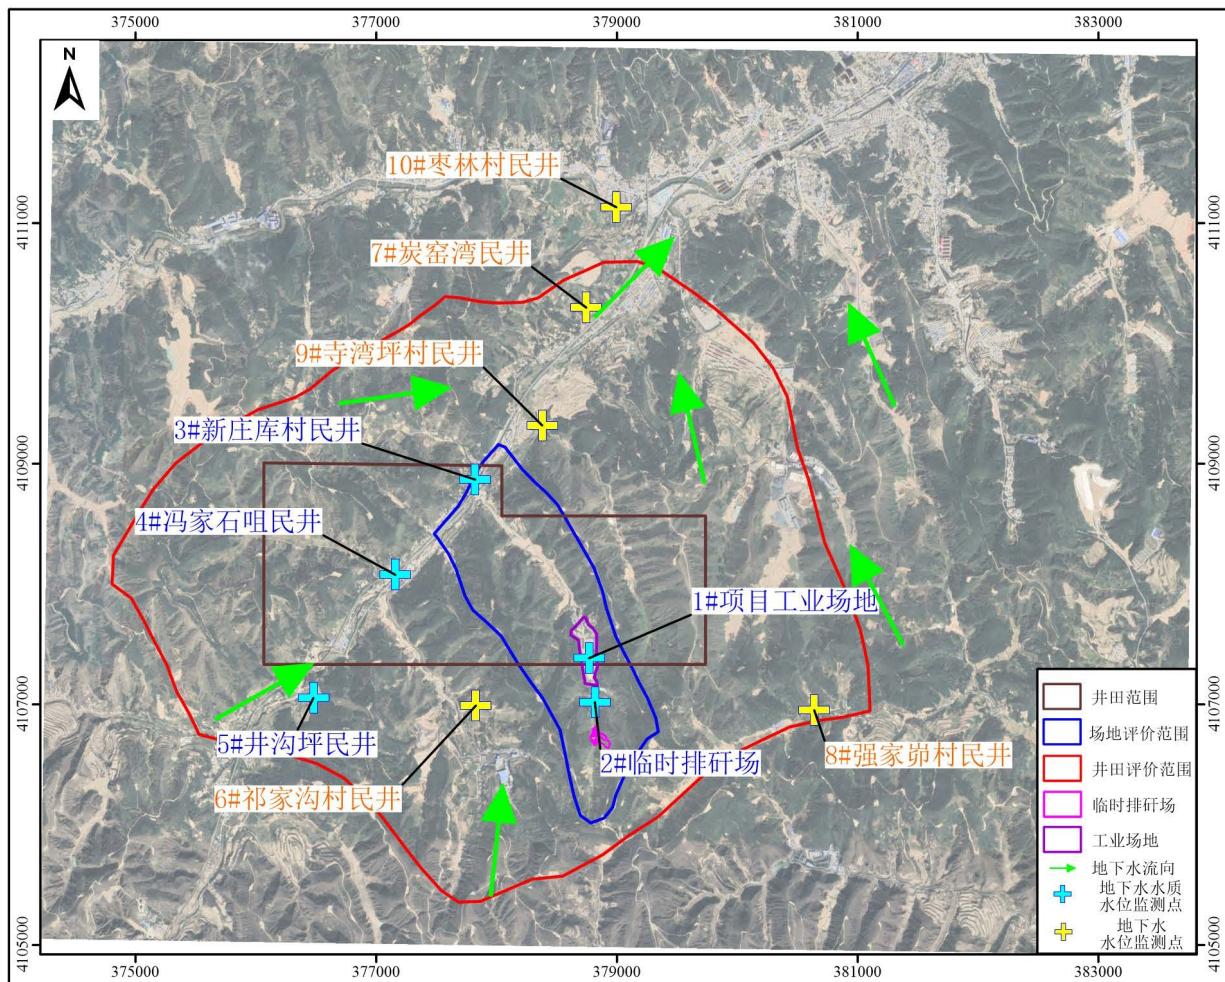 375000 377000 379000 381000 383000
N
10#枣林村民井
4111000 4111000
7#炭窑湾民井
9#寺湾坪村民井
3#新庄库村民井
4109000 4109000
4#冯家石咀民井
1#项目工业场地
4107000 4107000
5#井沟坪民井
2#临时排矸场
8#强家峁村民井
6#祁家沟村民井
井田范围
场地评价范围
井田评价范围
临时排矸场
工业场地
地下水流向
地下水水质
水位监测点
地下水
水位监测点
4105000 4105000
375000 377000 379000 381000 383000